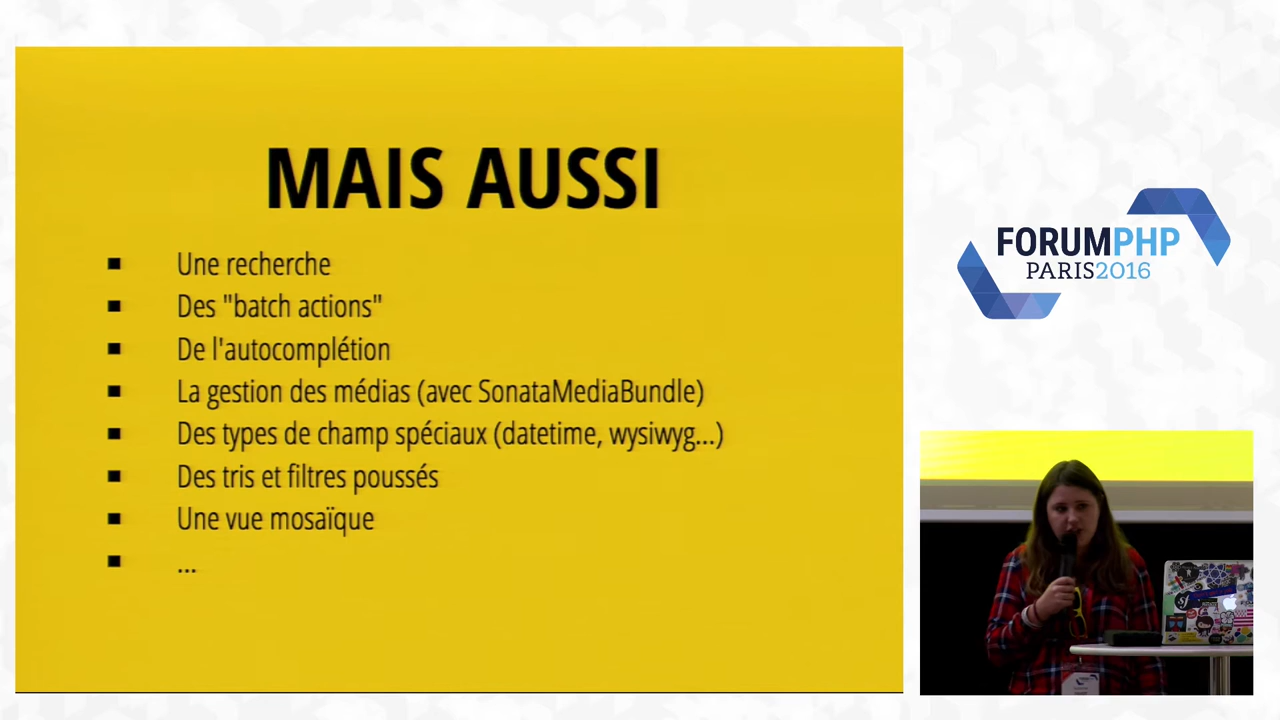 MAIS AUSSI
Une recherche
Des "batch actions"
De l'autocomplétion
La gestion des médias (avec SonataMediaBundle)
Des types de champ spéciaux (datetime, wysiwyg...)
Des tris et filtres poussés
Une vue mosaïque
...
FORUMPHP
PARIS2016